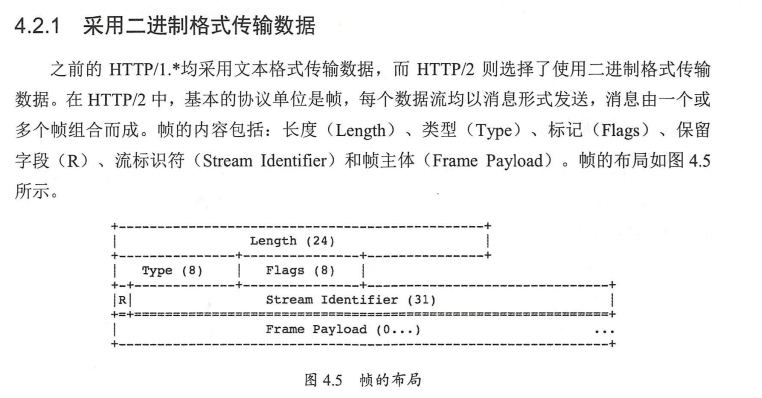 4.2.1 采用二进制格式传输数据
之前的 HTTP/1.*均采用文本格式传输数据，而 HTTP/2 则选择了使用二进制格式传输
数据。在 HTTP/2 中，基本的协议单位是帧，每个数据流均以消息形式发送，消息由一个或
多个帧组合而成。帧的内容包括：长度（Length）、类型（Type）、标记（Flags）、保留
字段（R）、流标识符（Stream Identifier）和帧主体（Frame Payload）。帧的布局如图 4.5
所示。
Length (24)
Type (8) | Flags (8) |
|R| Stream Identifier (31)
Frame Payload (0...) ...
图 4.5 帧的布局